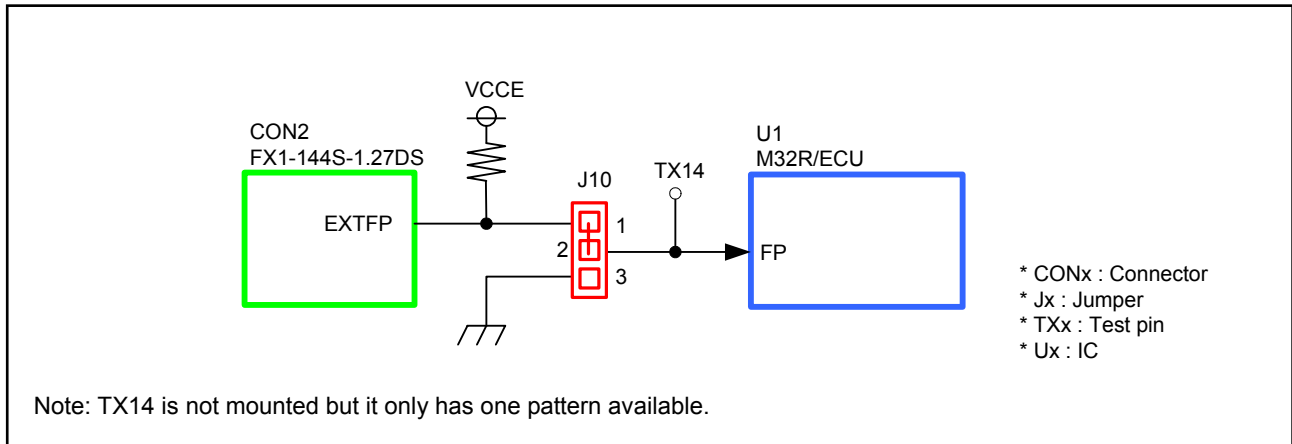 VCCE
CON2
FX1-144S-1.27DS
EXTFP
J10
1
2
3
TX14
U1
M32R/ECU
FP
* CONx : Connector
* Jx : Jumper
* TXx : Test pin
* Ux : IC
Note: TX14 is not mounted but it only has one pattern available.